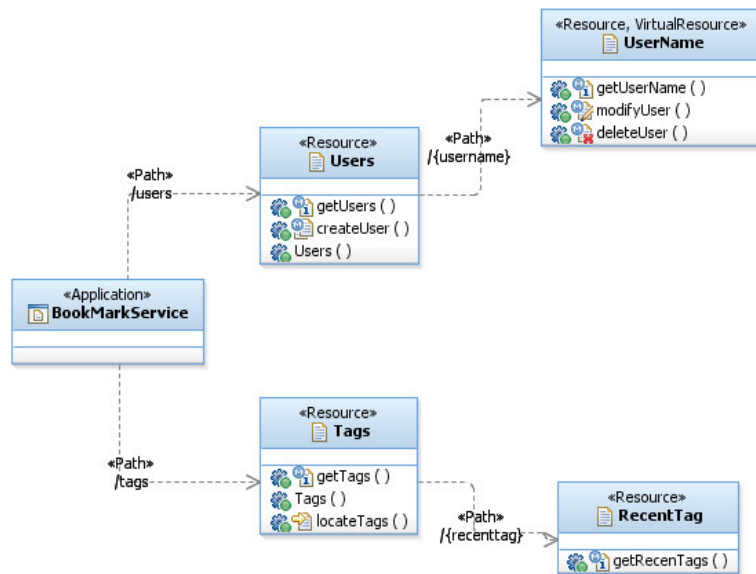 «Resource, VirtualResource»
UserName
getUserName ( )
modifyUser ( )
deleteUser ( )
«Path»
/{username}
«Resource»
Users
getUsers ( )
createUser ( )
Users ( )
«Path»
/users
«Application»
BookMarkService
«Path»
/tags
«Resource»
Tags
getTags ( )
Tags ( )
locateTags ( )
«Path»
/{recenttag}
«Resource»
RecentTag
getRecenTags ( )